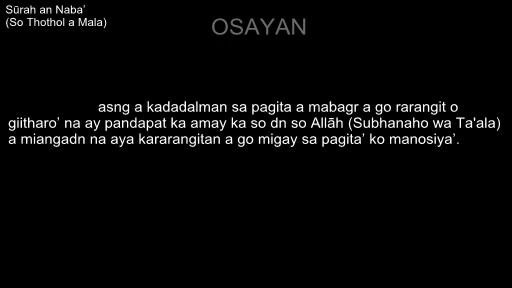 Sūrah an Naba’
(So Thothol a Mala)
OSAYAN
asng a kadadalman sa pagita a mabagr a go rarangit o
giitharo’ na ay pandapat ka amay ka so dn so Allāh (Subhanaho wa Ta'ala)
a miangadn na aya kararangitan a go migay sa pagita’ ko manosiya’.